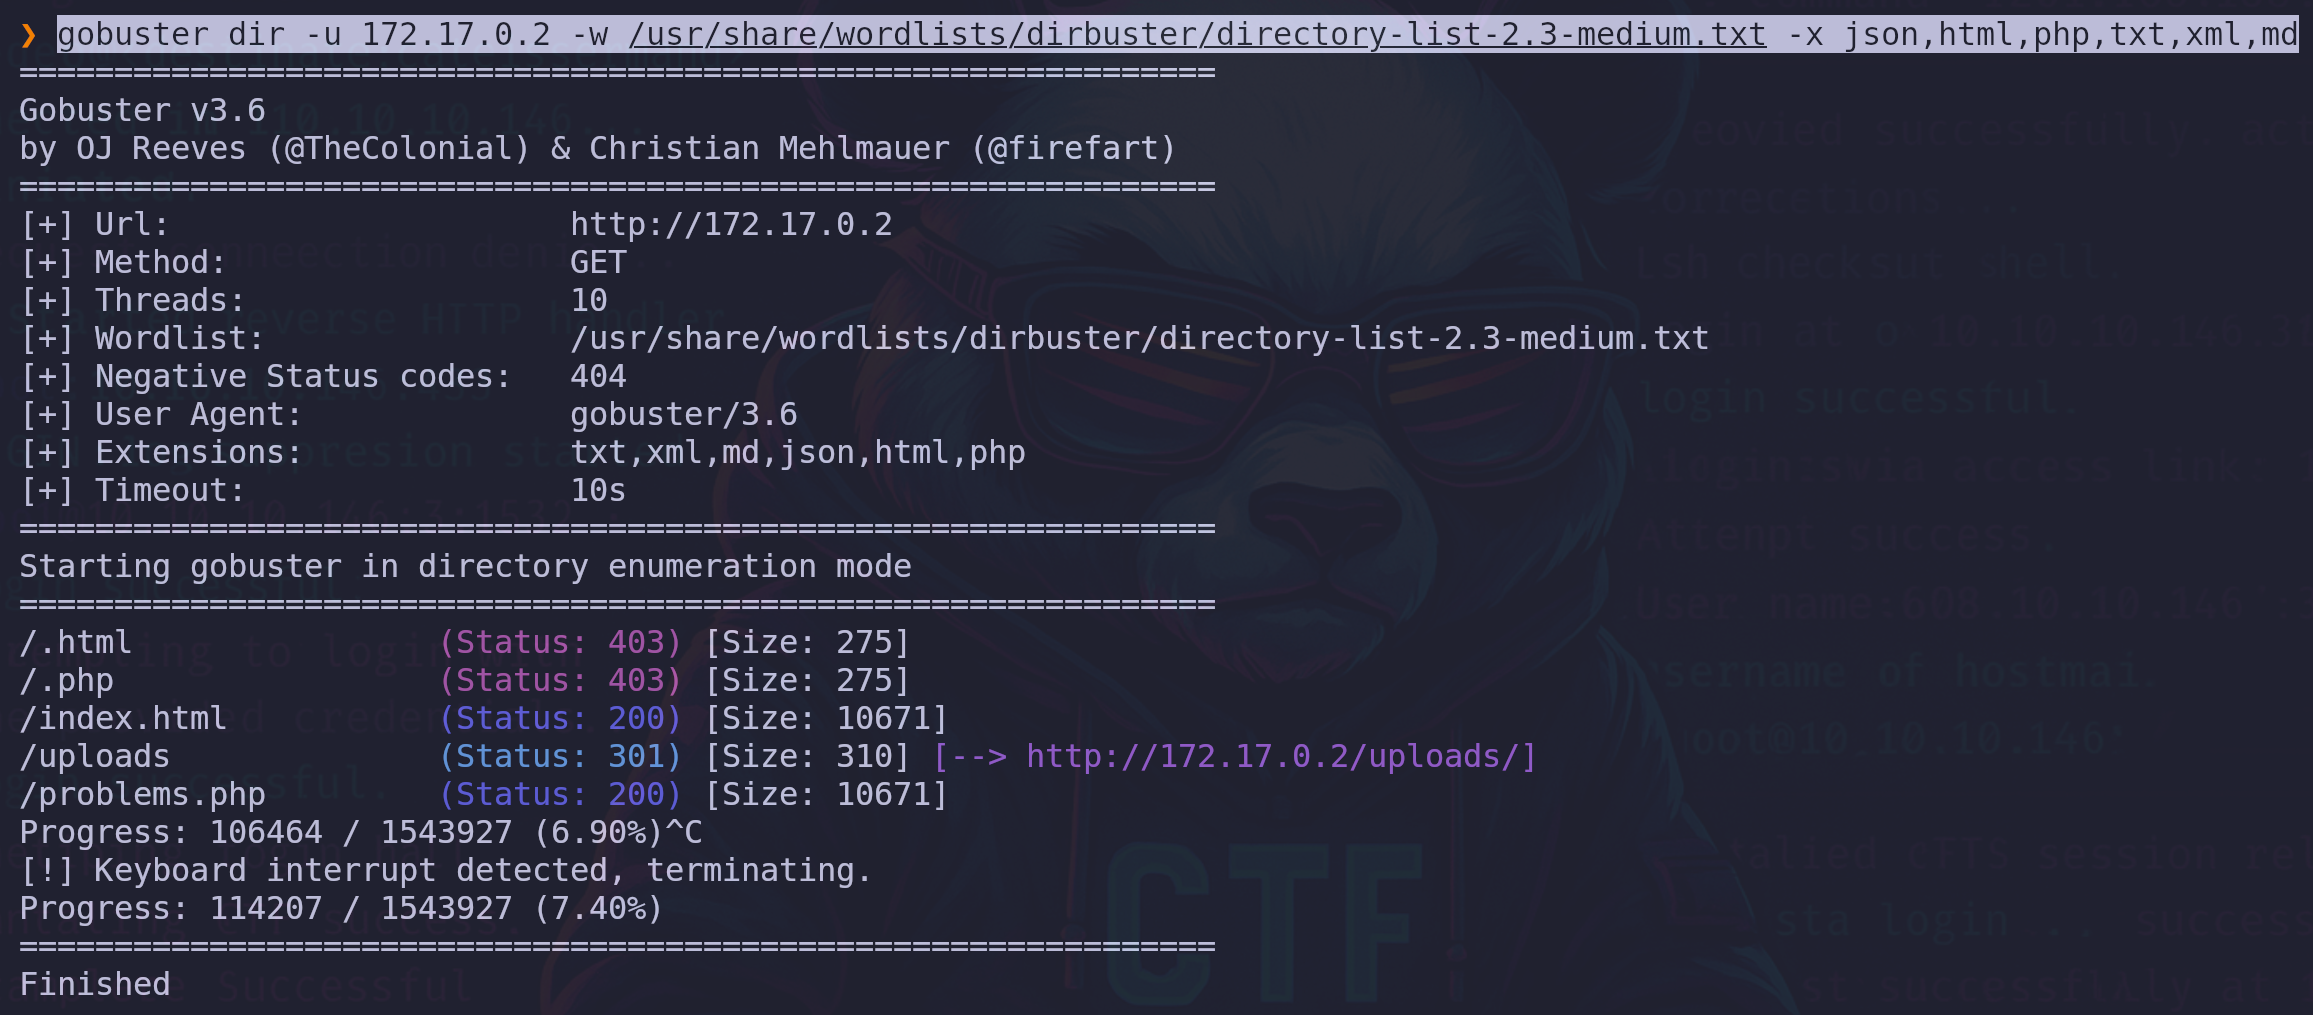 ❯ gobuster dir -u 172.17.0.2 -w /usr/share/wordlists/dirbuster/directory-list-2.3-medium.txt -x json,html,php,txt,xml,md
===============================================================
Gobuster v3.6
by OJ Reeves (@TheColonial) & Christian Mehlmauer (@firefart)
===============================================================
[+] Url:                     http://172.17.0.2
[+] Method:                  GET
[+] Threads:                 10
[+] Wordlist:                /usr/share/wordlists/dirbuster/directory-list-2.3-medium.txt
[+] Negative Status codes:   404
[+] User Agent:              gobuster/3.6
[+] Extensions:              txt,xml,md,json,html,php
[+] Timeout:                 10s
===============================================================
Starting gobuster in directory enumeration mode
===============================================================
/.html                (Status: 403) [Size: 275]
/.php                 (Status: 403) [Size: 275]
/index.html           (Status: 200) [Size: 10671]
/uploads              (Status: 301) [Size: 310] [--> http://172.17.0.2/uploads/]
/problems.php         (Status: 200) [Size: 10671]
Progress: 106464 / 1543927 (6.90%)^C
[!] Keyboard interrupt detected, terminating.
Progress: 114207 / 1543927 (7.40%)
===============================================================
Finished
CTF